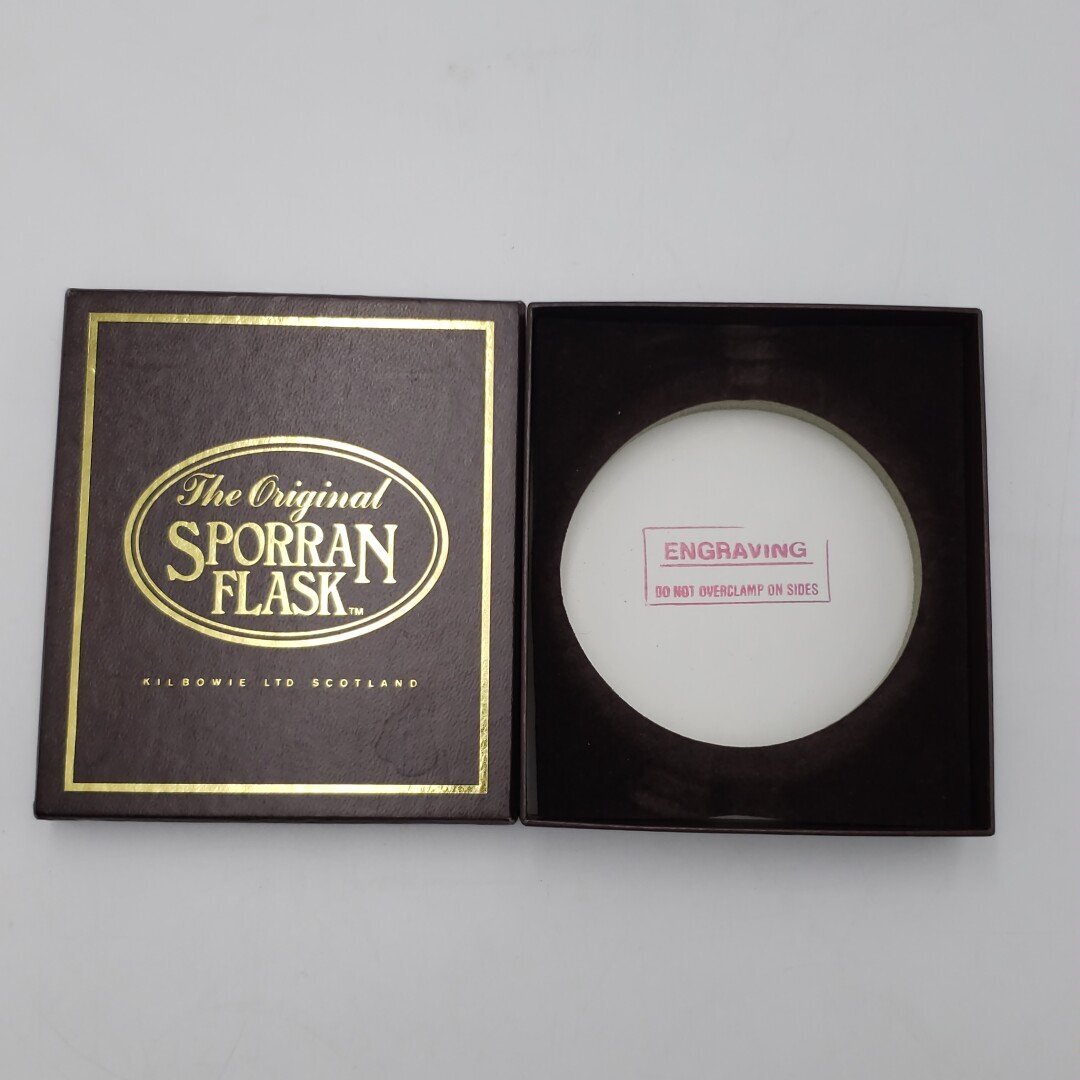 The Original
SPORRAN
FLASK™
KILBOWIE LTD SCOTLAND
ENGRAVING
DO NOT OVERCLAMP ON SIDES